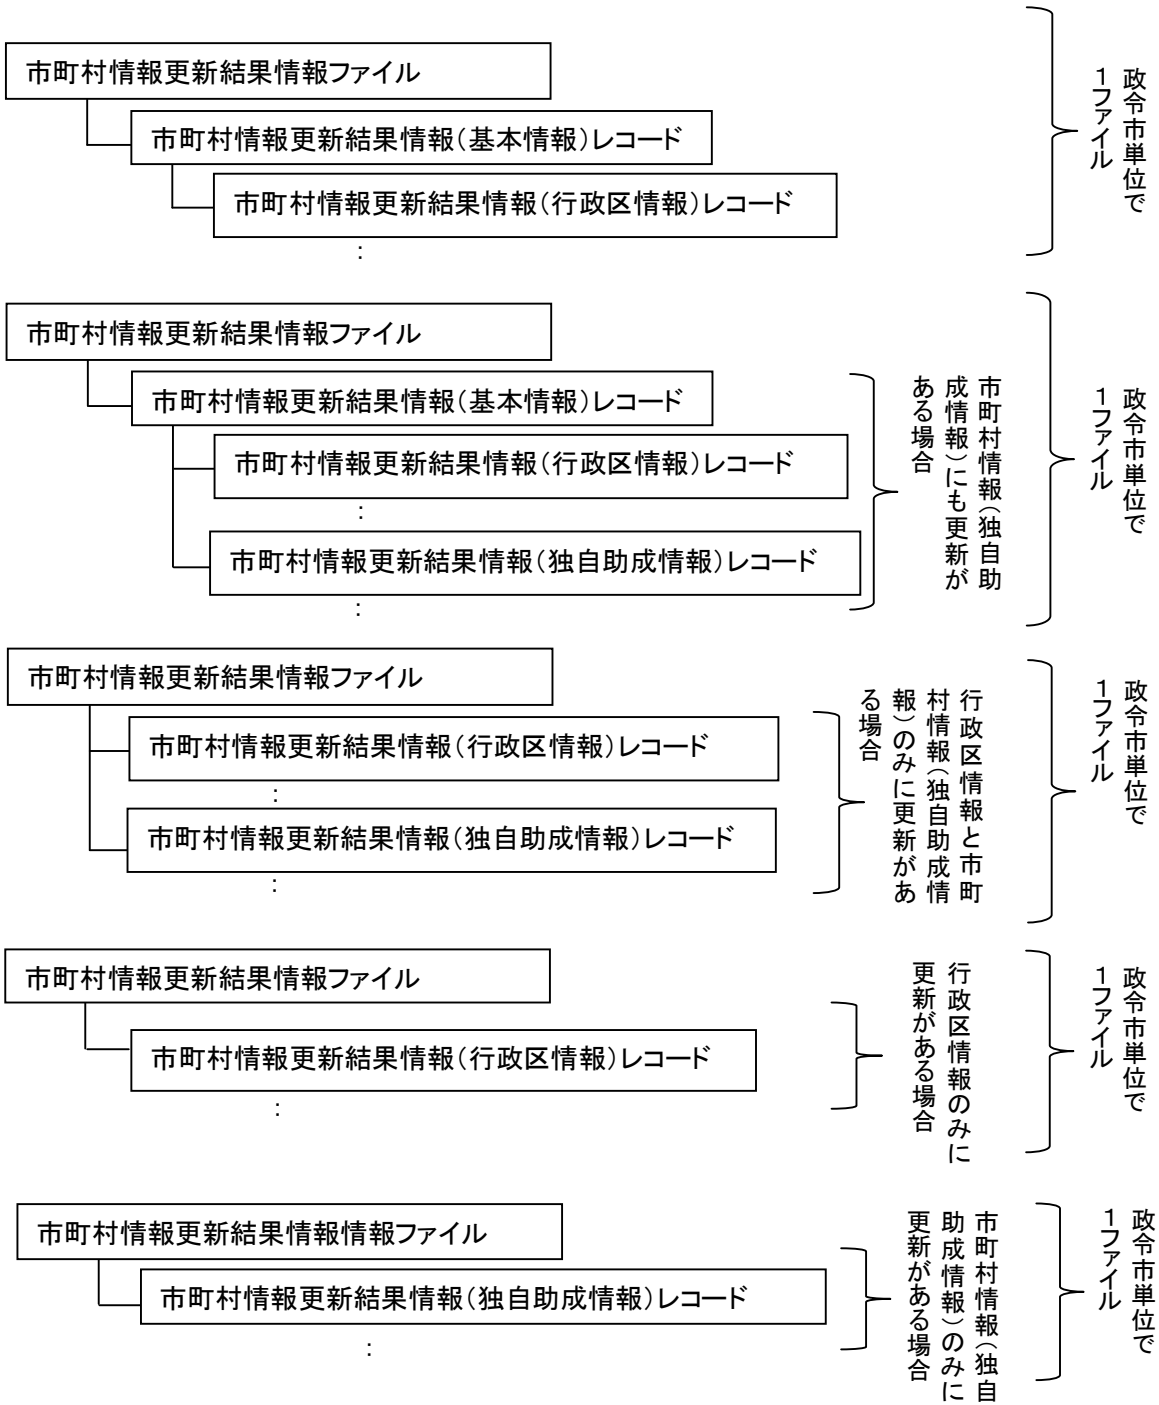 市町村情報更新結果情報ファイル
市町村情報更新結果情報(基本情報)レコード
市町村情報更新結果情報(行政区情報)レコード
:
政令市単位で
1ファイル
市町村情報更新結果情報ファイル
市町村情報更新結果情報(基本情報)レコード
市町村情報更新結果情報(行政区情報)レコード
:
市町村情報更新結果情報(独自助成情報)レコード
:
市町村情報(独自助
成情報)にも更新が
ある場合
政令市単位で
1ファイル
市町村情報更新結果情報ファイル
市町村情報更新結果情報(行政区情報)レコード
:
市町村情報更新結果情報(独自助成情報)レコード
:
行政区情報と市町
村情報(独自助成情
報)のみに更新があ
る場合
政令市単位で
1ファイル
市町村情報更新結果情報ファイル
市町村情報更新結果情報(行政区情報)レコード
:
行政区情報のみに
更新がある場合
政令市単位で
1ファイル
市町村情報更新結果情報情報ファイル
市町村情報更新結果情報(独自助成情報)レコード
:
市町村情報(独自
助成情報)のみに
更新がある場合
政令市単位で
1ファイル